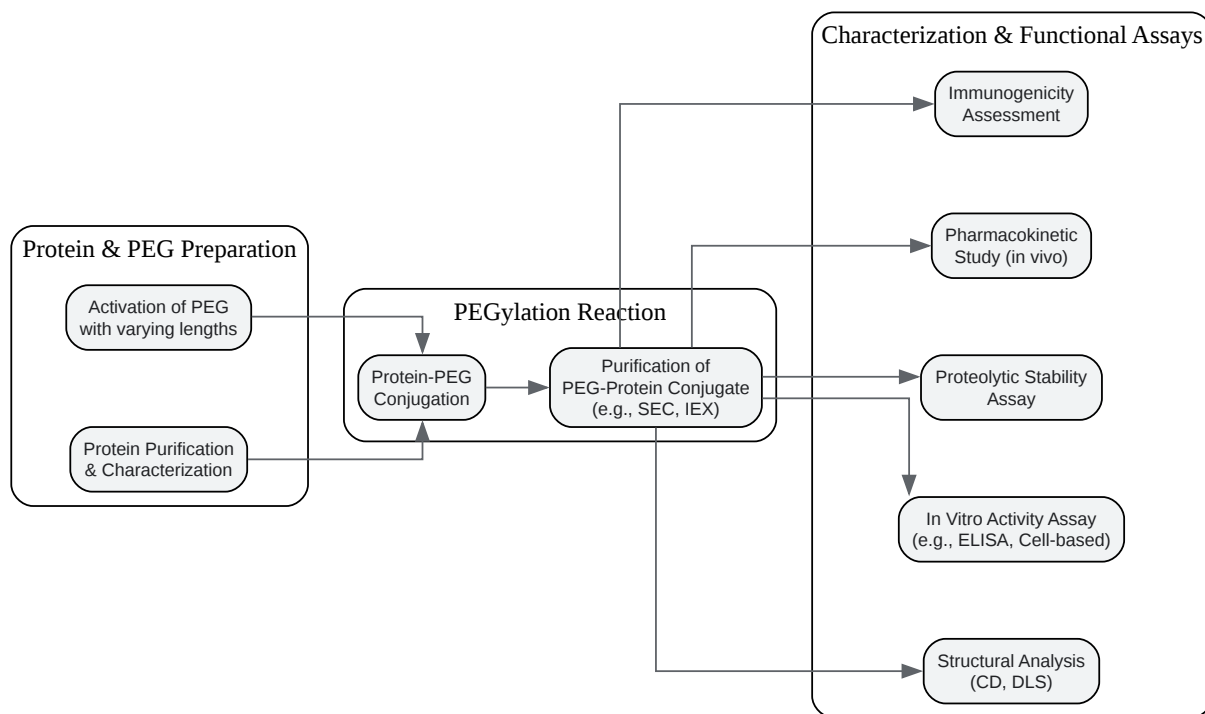 Protein & PEG Preparation
Activation of PEG
with varying lengths
Protein Purification
& Characterization
PEGylation Reaction
Protein-PEG
Conjugation
Purification of
PEG-Protein Conjugate
(e.g., SEC, IEX)
Characterization & Functional Assays
Immunogenicity
Assessment
Pharmacokinetic
Study (in vivo)
Proteolytic Stability
Assay
In Vitro Activity Assay
(e.g., ELISA, Cell-based)
Structural Analysis
(CD, DLS)